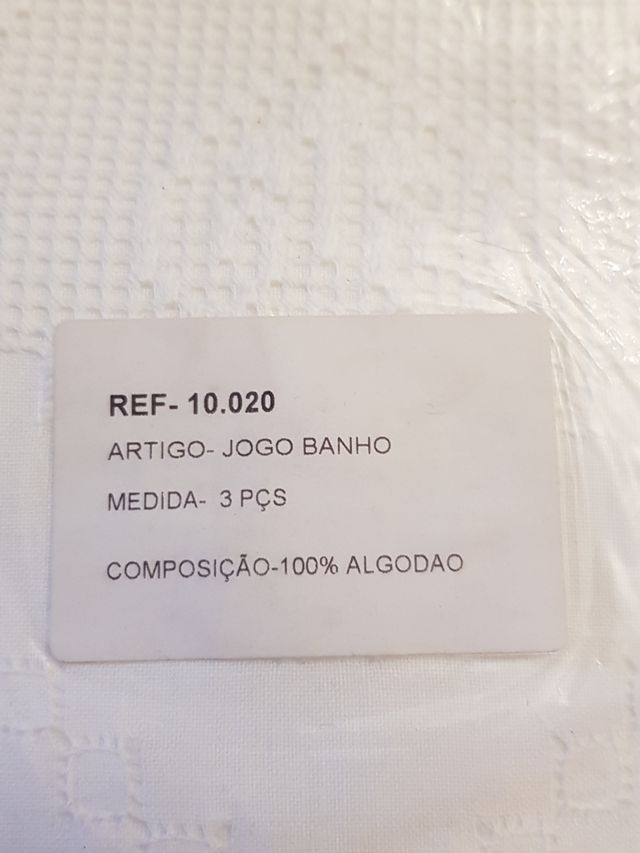 REF- 10.020
ARTIGO- JOGO BANHO
MEDIDA- 3 PÇS
COMPOSIÇÃO-100% ALGODAO